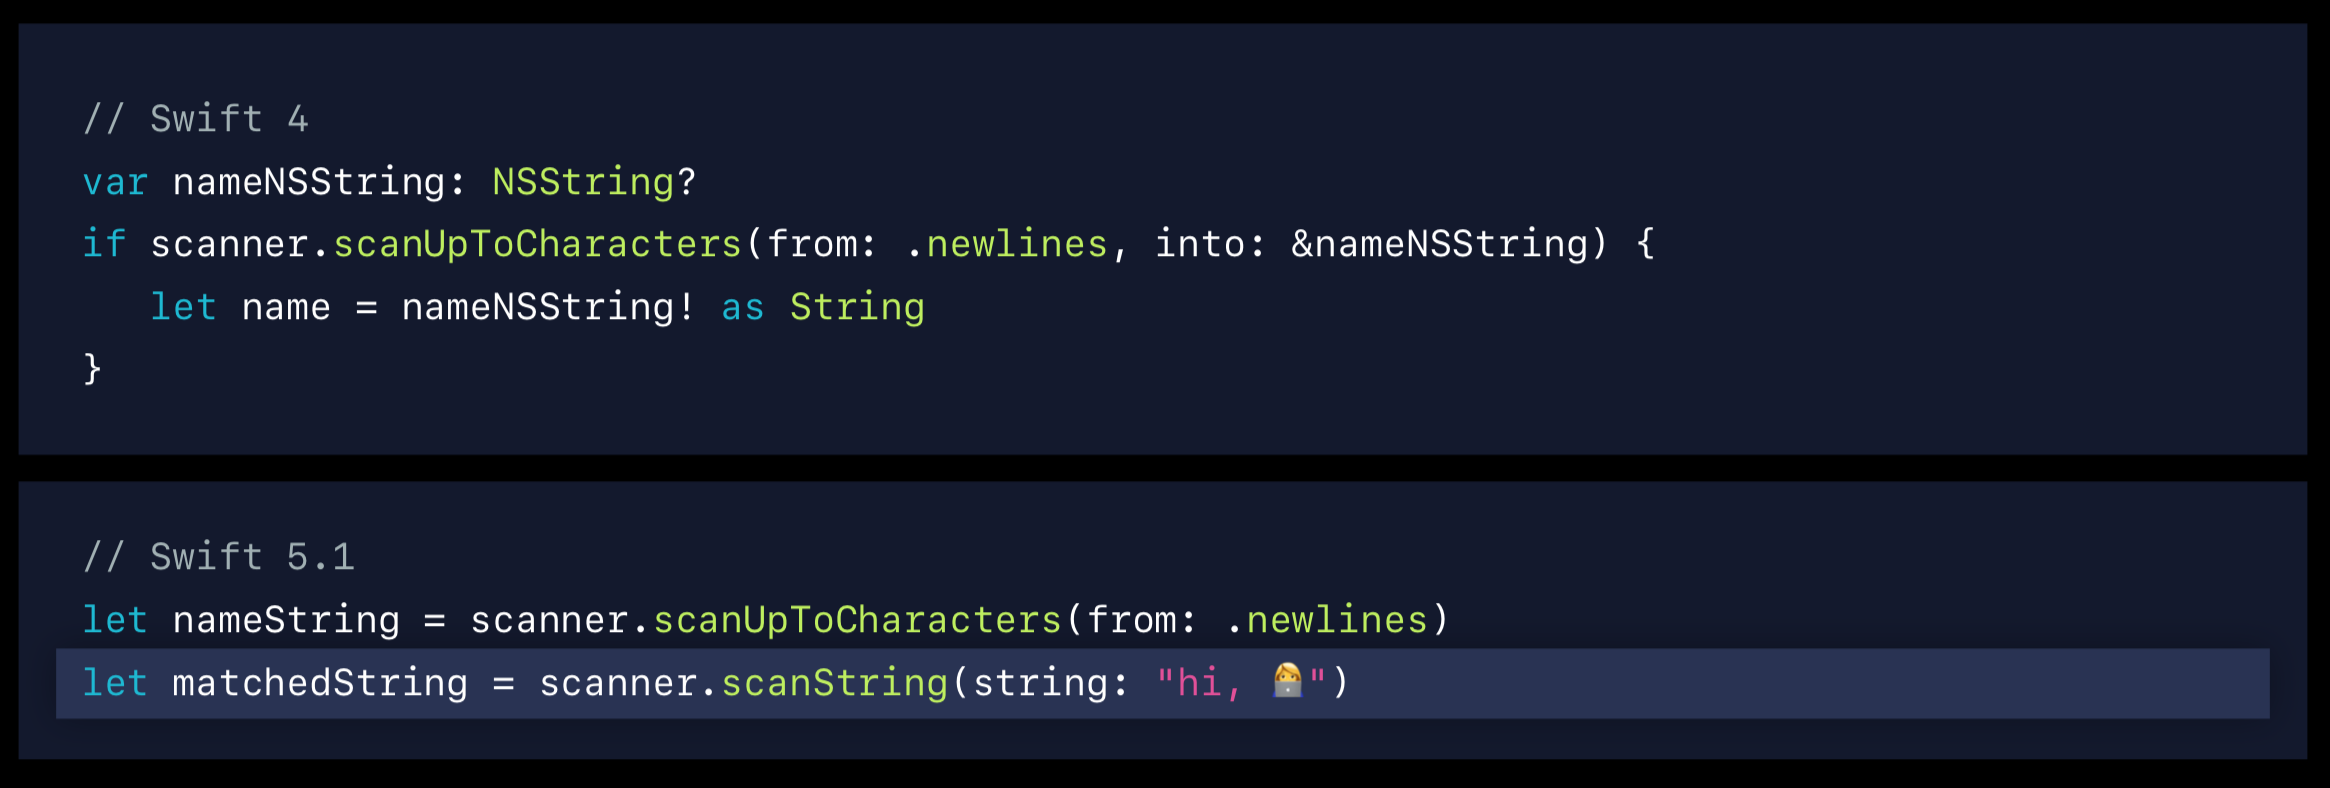 // Swift 4
var nameNSString: NSString?
if scanner.scanUpToCharacters(from: .newlines, into: &nameNSString) {
   let name = nameNSString! as String
}
// Swift 5.1
let nameString = scanner.scanUpToCharacters(from: .newlines)
let matchedString = scanner.scanString(string: "hi, 👩‍💻")